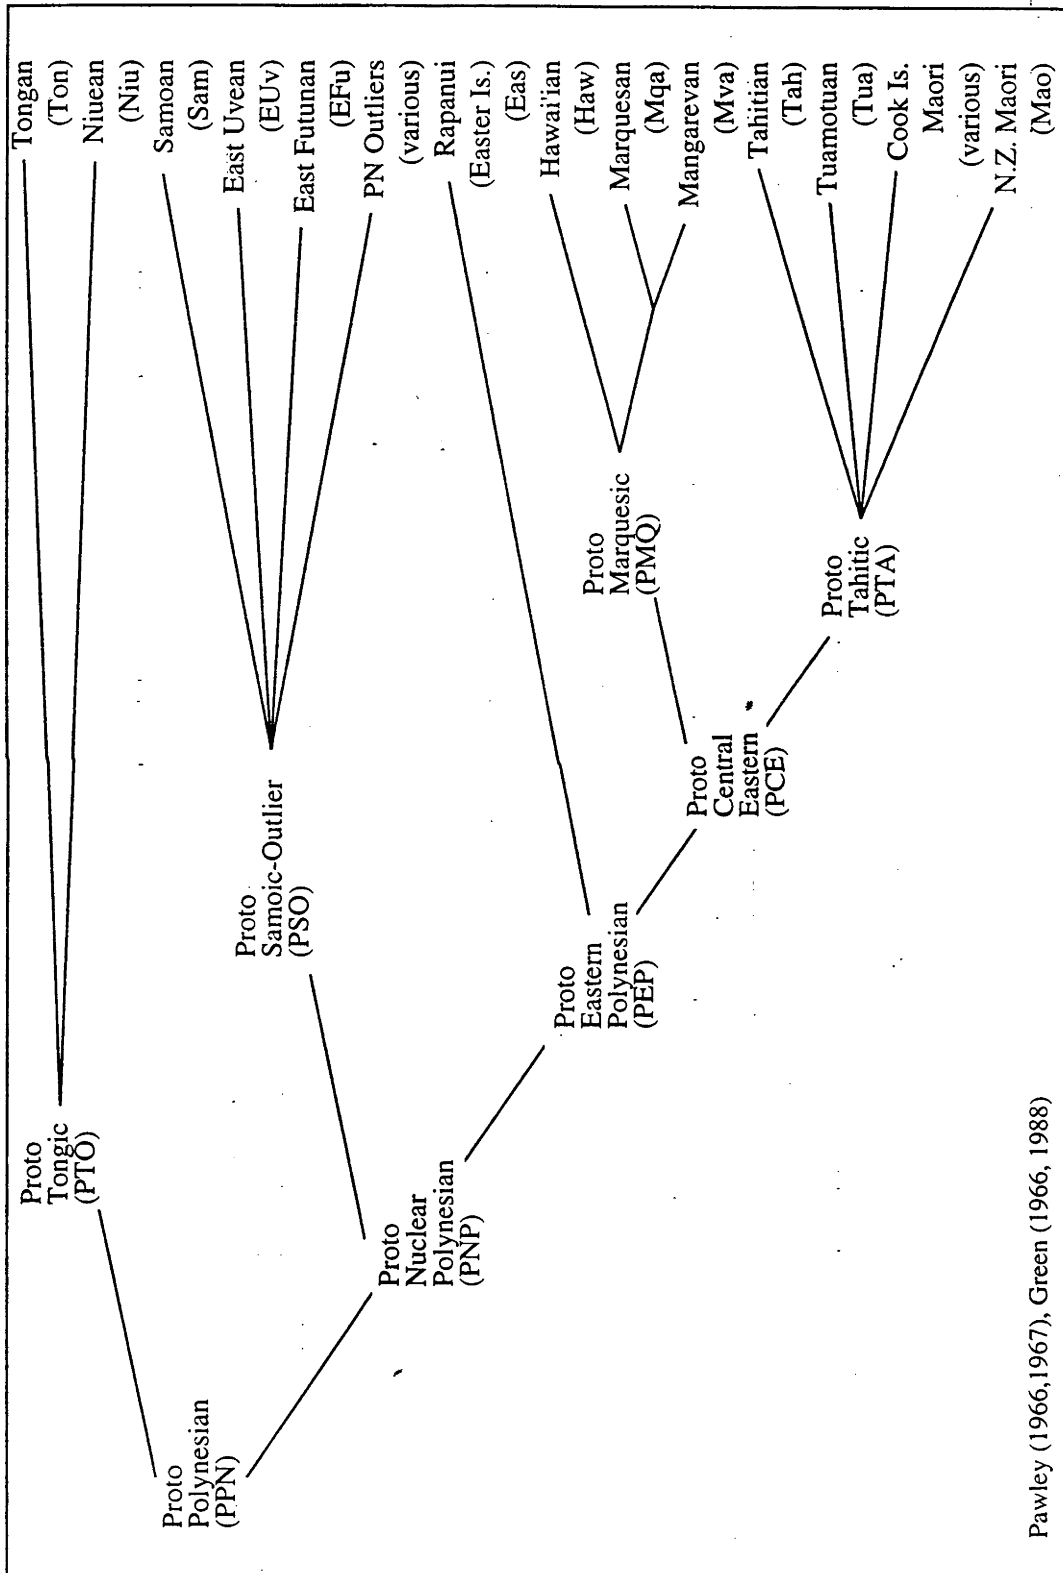 Proto
Polynesian
(PPN)
Proto
Tongic
(PTO)
Proto
Nuclear
Polynesian
(PNP)
Proto
Samoic-Outlier
(PSO)
Proto
Eastern
Polynesian
(PEP)
Proto
Central
Eastern
(PCE)
Proto
Marquesic
(PMQ)
Proto
Tahitic
(PTA)
Tongan
(Ton)
Niuean
(Niu)
Samoan
(Sam)
East Uvean
(EUv)
East Futunan
(EFu)
PN Outliers
(various)
Rapanui
(Easter Is.)
(Eas)
Hawai'ian
(Haw)
Marquesan
(Mqa)
Mangarevan
(Mva)
Tahitian
(Tah)
Tuamotuan
(Tua)
Cook Is.
Maori
(various)
N.Z. Maori
(Mao)
Pawley (1966,1967), Green (1966, 1988)